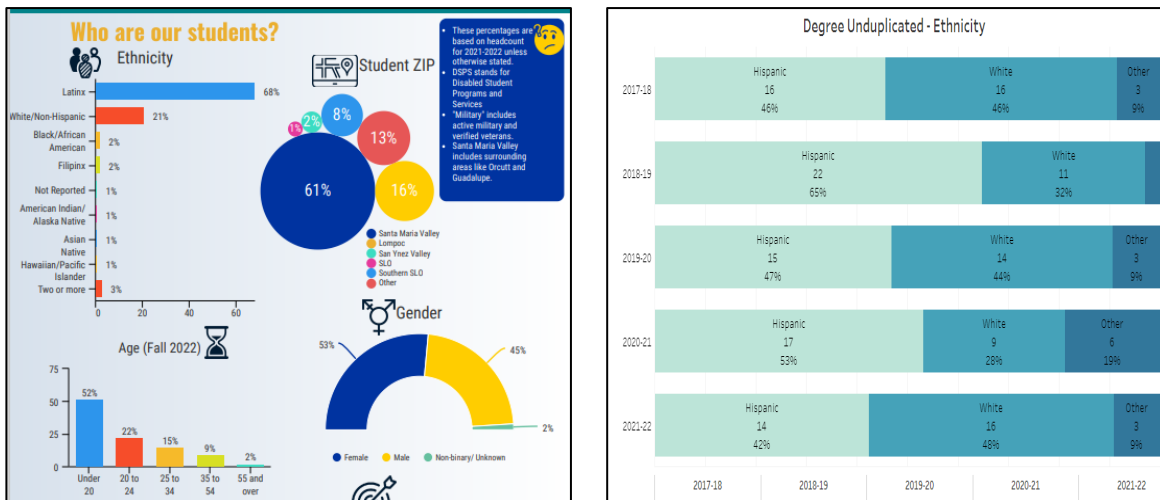 Who are our students?
Ethnicity
Latinx
68%
White/Non-Hispanic
21%
Black/African
American
2%
Filipinx
2%
Not Reported
1%
American Indian/
Alaska Native
1%
Asian
1%
Native
Hawaiian/Pacific
Islander
1%
Two or more
3%
0 20 40 60
Student ZIP
61%
1%
2%
8%
13%
16%
Santa Maria Valley
Lompoc
San Ynez Valley
SLO
Southern SLO
Other
These percentages are
based on headcount
for 2021-2022 unless
otherwise stated.
DSPS stands for
Disabled Student
Programs and
Services
"Military" includes
active military and
verified veterans.
Santa Maria Valley
includes surrounding
areas like Orcutt and
Guadalupe.
Age (Fall 2022)
75
50
25
0
52%
22%
15%
9%
2%
Under
20
20 to
24
25 to
34
35 to
54
55 and
over
Gender
53%
45%
2%
Female Male Non-binary/ Unknown
Degree Unduplicated - Ethnicity
2017-18
Hispanic
16
46%
White
16
46%
Other
3
9%
2018-19
Hispanic
22
65%
White
11
32%
2019-20
Hispanic
15
47%
White
14
44%
Other
3
9%
2020-21
Hispanic
17
53%
White
9
28%
Other
6
19%
2021-22
Hispanic
14
42%
White
16
48%
Other
3
9%
2017-18 2018-19 2019-20 2020-21 2021-22